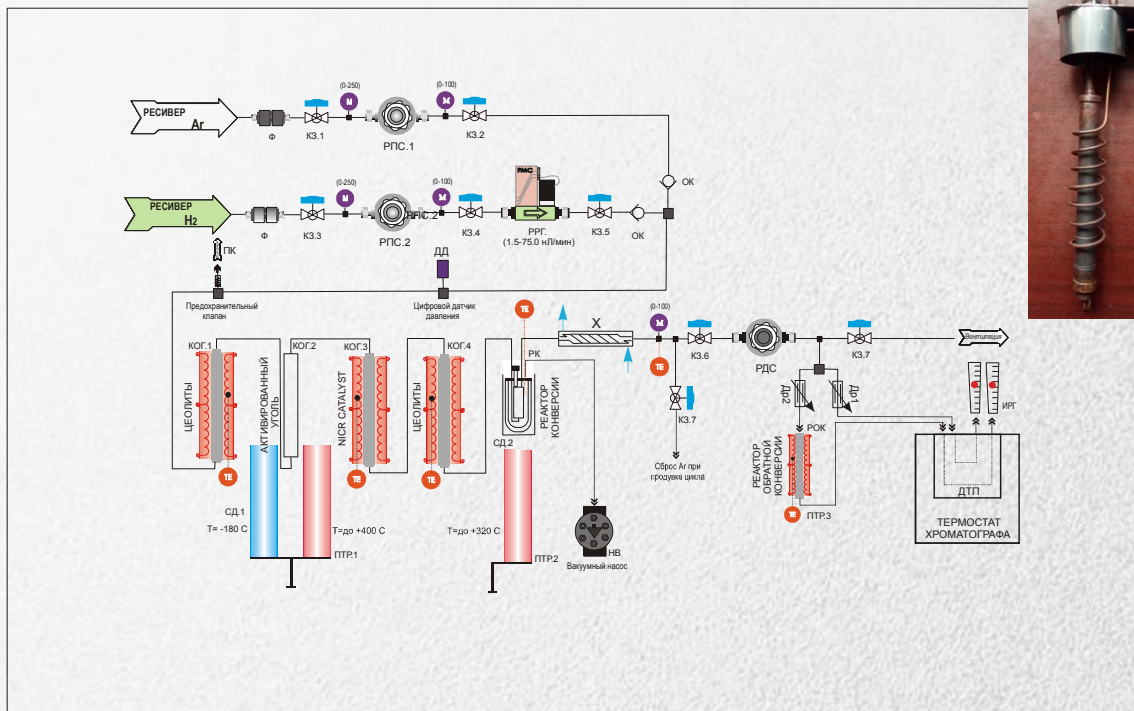 РЕСИВЕР
Ar
Ф
КЗ.1
(0-250)
М
РПС.1
(0-100)
М
КЗ.2
ОК
РЕСИВЕР
H2
Ф
КЗ.3
(0-250)
М
РПС.2
РПС.2
(0-100)
М
КЗ.4
РРГ.
(1.5-75.0 нЛ/мин)
КЗ.5
ОК
ПК
Предохранительный
клапан
ДД
Цифровой датчик
давления
КОГ.1
ЦЕОЛИТЫ
TE
АКТИВИРОВАННЫЙ
УГОЛЬ
КОГ.2
КОГ.3
NICR CATALYST
TE
КОГ.4
ЦЕОЛИТЫ
TE
СД.1
Т= -180 С
Т=до +400 С
ПТР.1
TE
РК
РЕАКТОР
КОНВЕРСИИ
СД.2
Т=до +320 С
ПТР.2
НВ
Вакуумный насос
Х
(0-100)
М
TE
КЗ.6
КЗ.7
Сброс Ar при
продувке цикла
РДС
КЗ.7
Вентиляция
Др2
Др1
РОК
РЕАКТОР
ОБРАТНОЙ
КОНВЕРСИИ
TE
ПТР.3
ИРГ
ДТП
ТЕРМОСТАТ
ХРОМАТОГРАФА